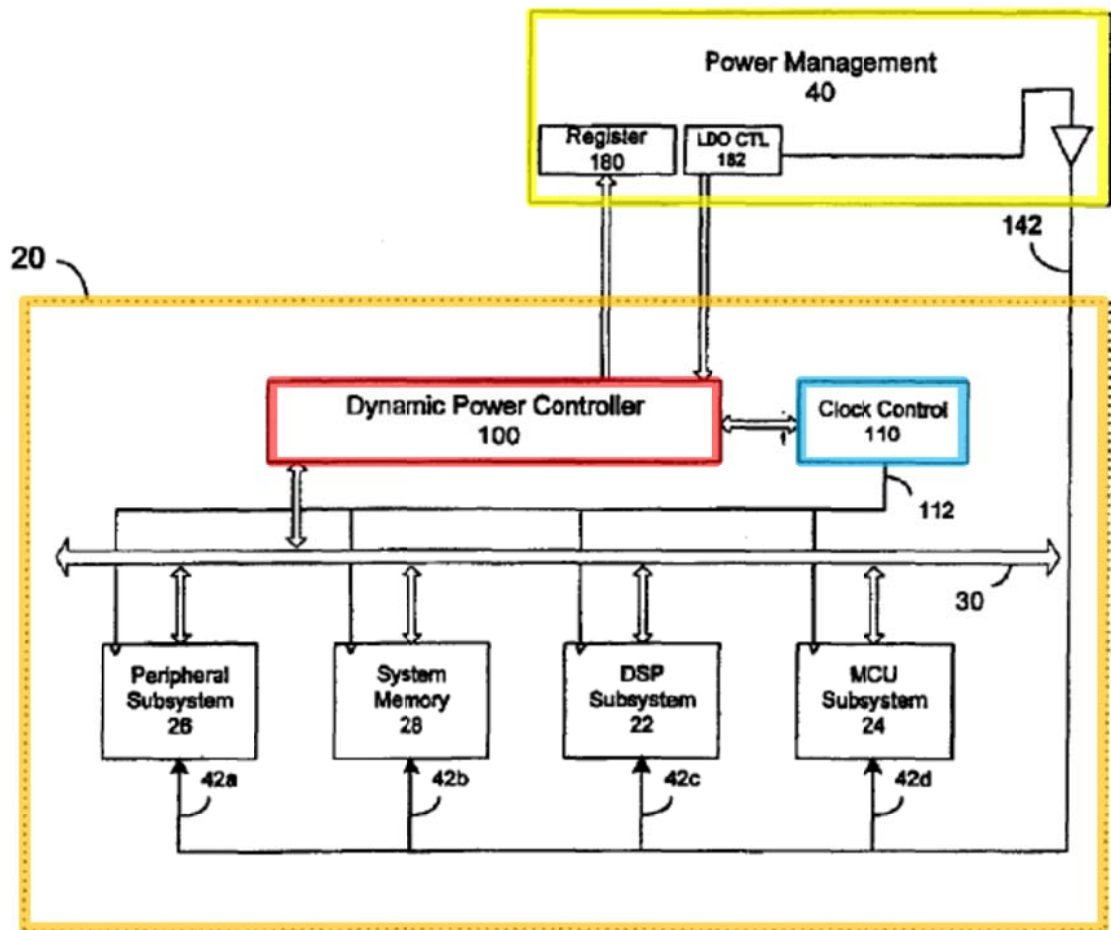 Power Management
40
Register
180
LDO CTL
182
142
20
Dynamic Power Controller
100
Clock Control
110
112
30
Peripheral
Subsystem
26
System
Memory
28
DSP
Subsystem
22
MCU
Subsystem
24
42a
42b
42c
42d